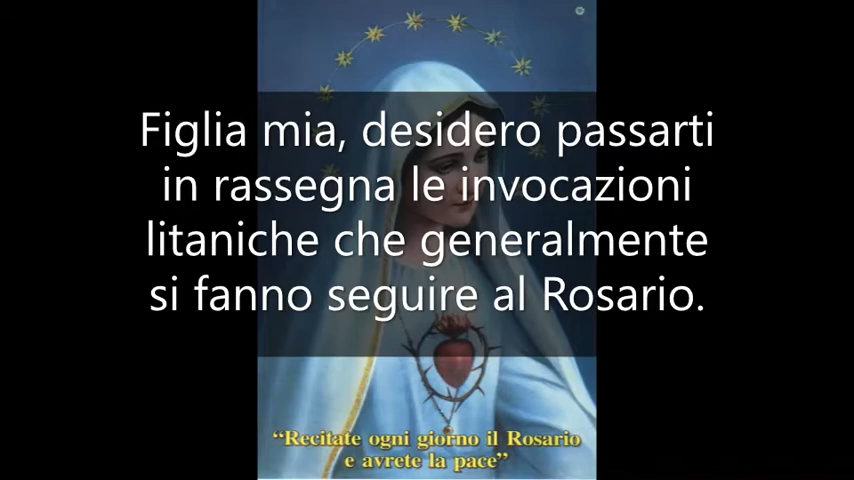 Figlia mia, desidero passarti
in rassegna le invocazioni
litaniche che generalmente
si fanno seguire al Rosario.
“Recitate ogni giorno il Rosario
e avrete la pace”